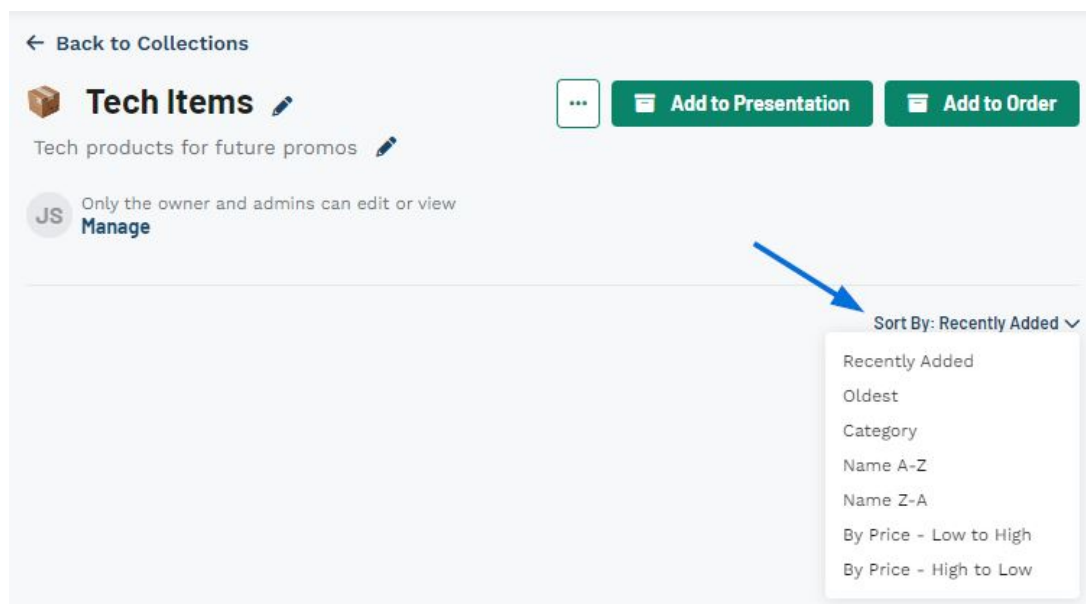 ← Back to Collections
Tech Items
... Add to Presentation Add to Order
Tech products for future promos
JS Only the owner and admins can edit or view
Manage
Sort By: Recently Added
Recently Added
Oldest
Category
Name A-Z
Name Z-A
By Price - Low to High
By Price - High to Low